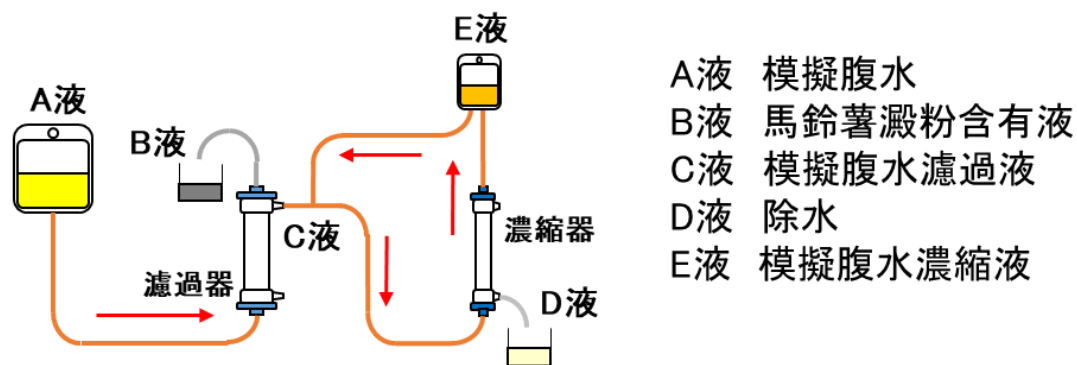 E液
A液
B液
C液
濃縮器
濾過器
D液
A液 模擬腹水
B液 馬鈴薯澱粉含有液
C液 模擬腹水濾過液
D液 除水
E液 模擬腹水濃縮液